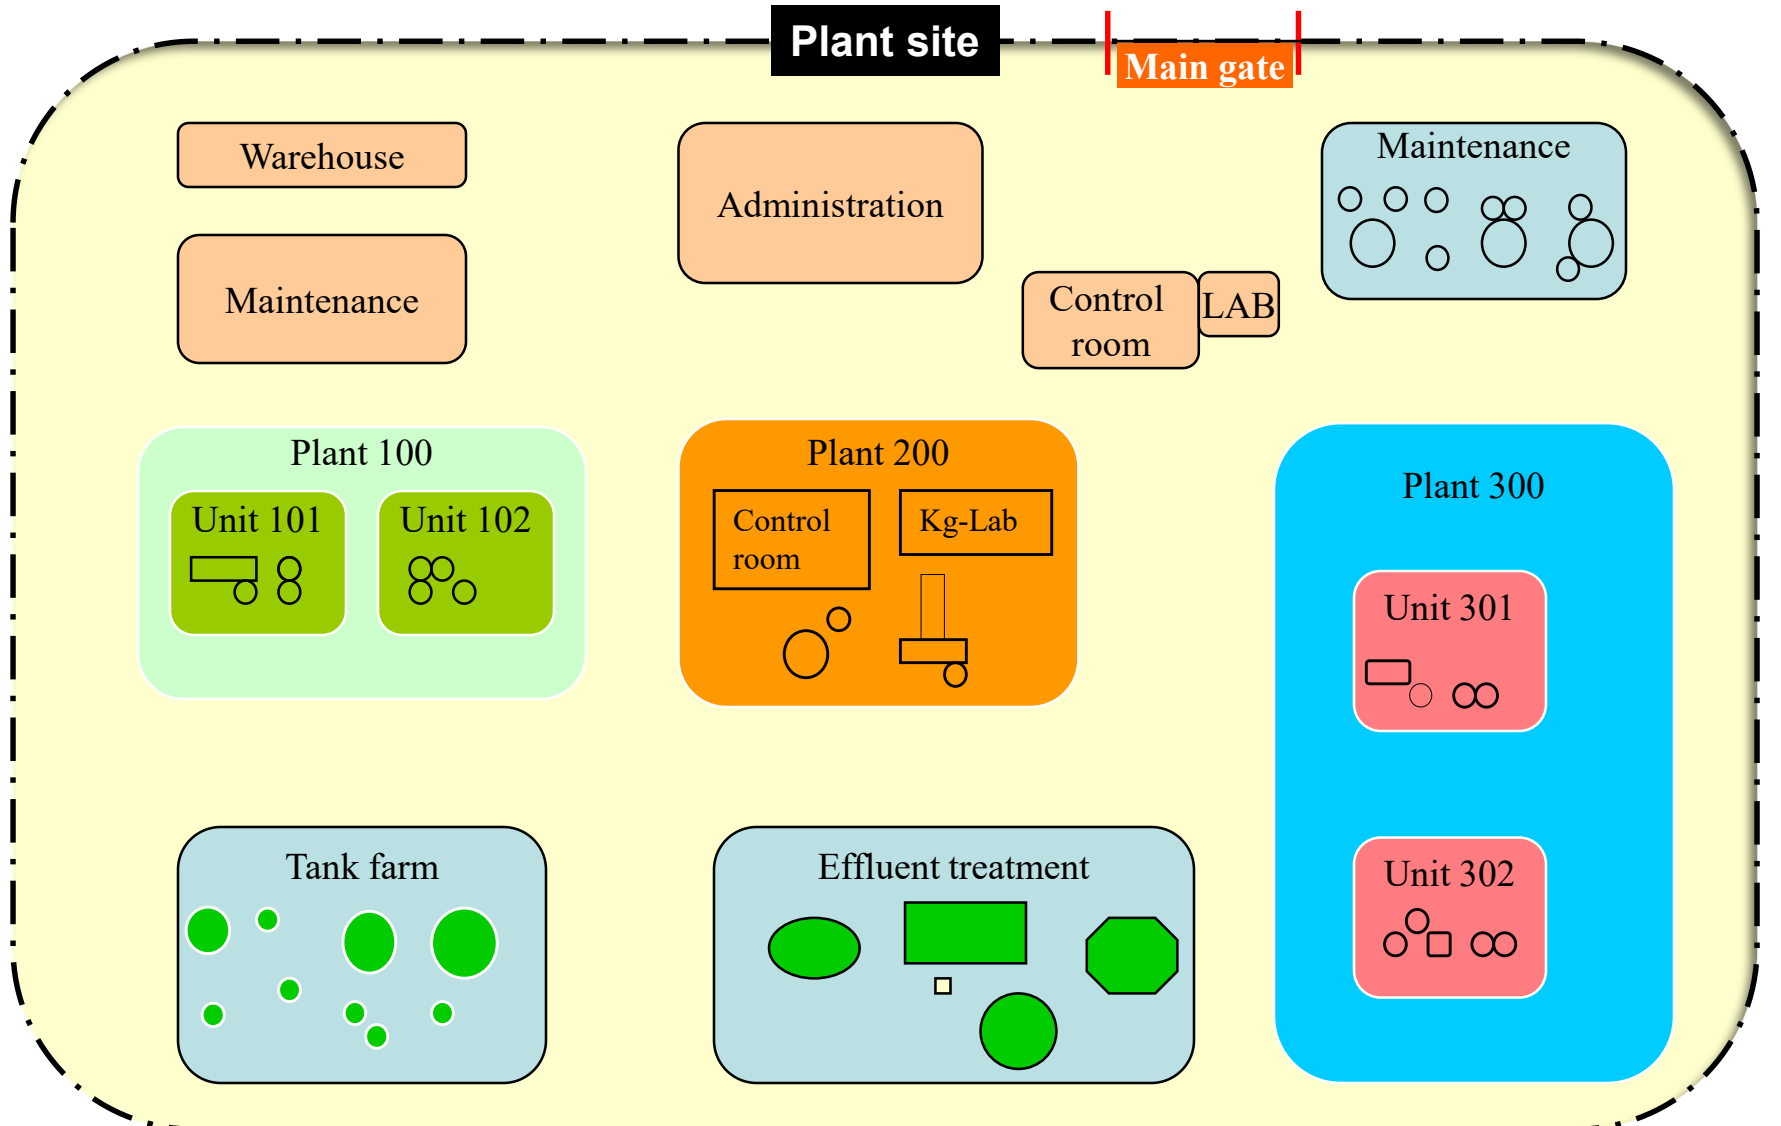 Plant site
Main gate
Warehouse
Administration
Maintenance
Maintenance
Control
room
LAB
Plant 100
Unit 101
Unit 102
Plant 200
Control
room
Kg-Lab
Plant 300
Unit 301
Unit 302
Tank farm
Effluent treatment